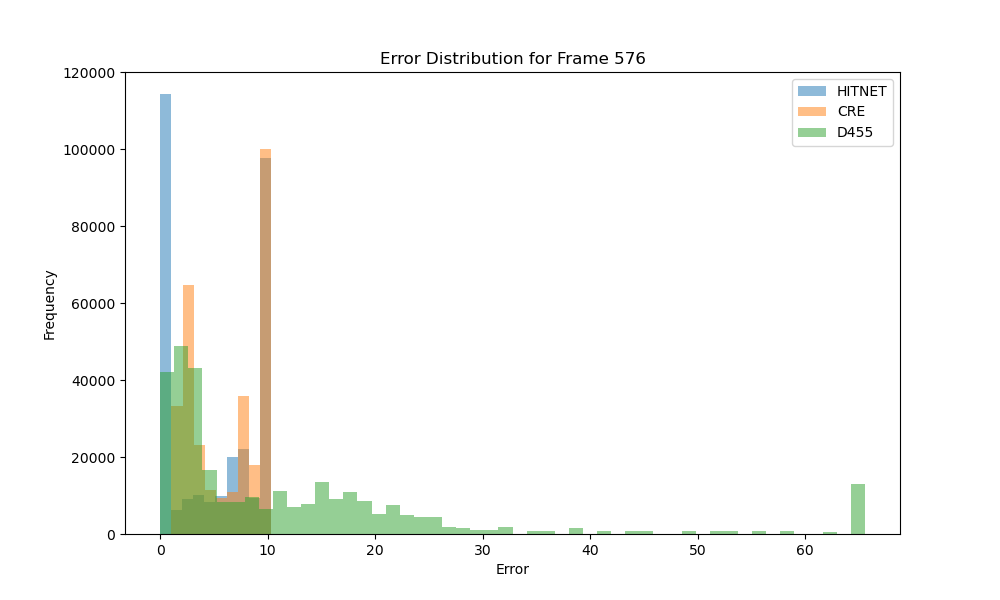 Error Distribution for Frame 576
120000
100000
80000
60000
40000
20000
0
Frequency
HITNET
CRE
D455
0 10 20 30 40 50 60
Error